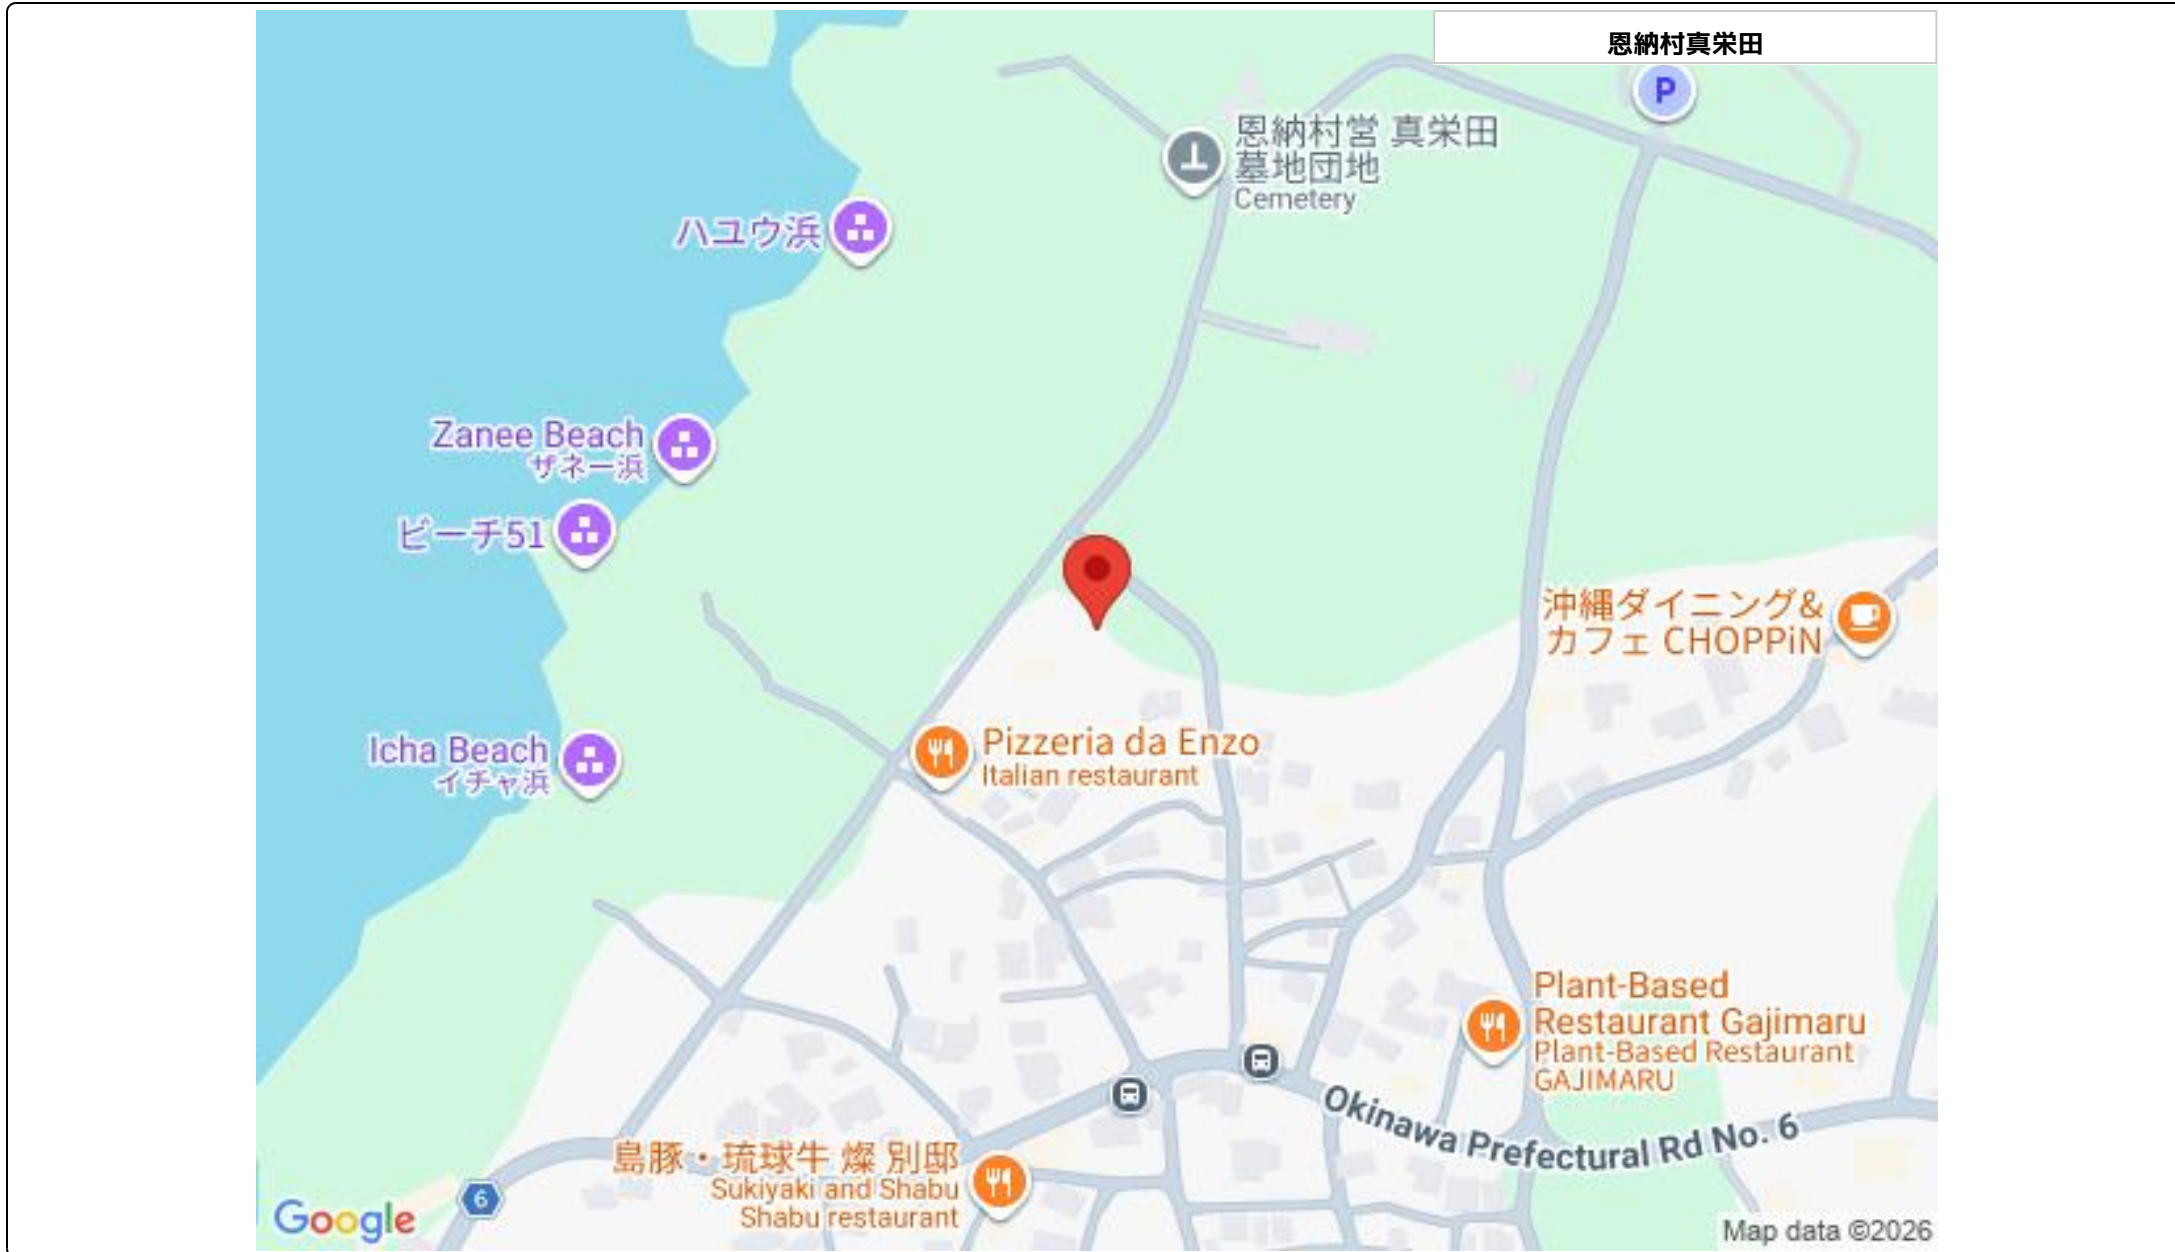 恩納村真栄田
P
恩納村営 真栄田
墓地団地
Cemetery
ハユウ浜
Zanee Beach
ザネー浜
ビーチ51
沖縄ダイニング&
カフェ CHOPPiN
Pizzeria da Enzo
Italian restaurant
Icha Beach
イチャ浜
Plant-Based
Restaurant Gajimaru
Plant-Based Restaurant
GAJIMARU
Okinawa Prefectural Rd No. 6
島豚・琉球牛 燦 別邸
Sukiyaki and Shabu
Shabu restaurant
6
Google
Map data ©2026